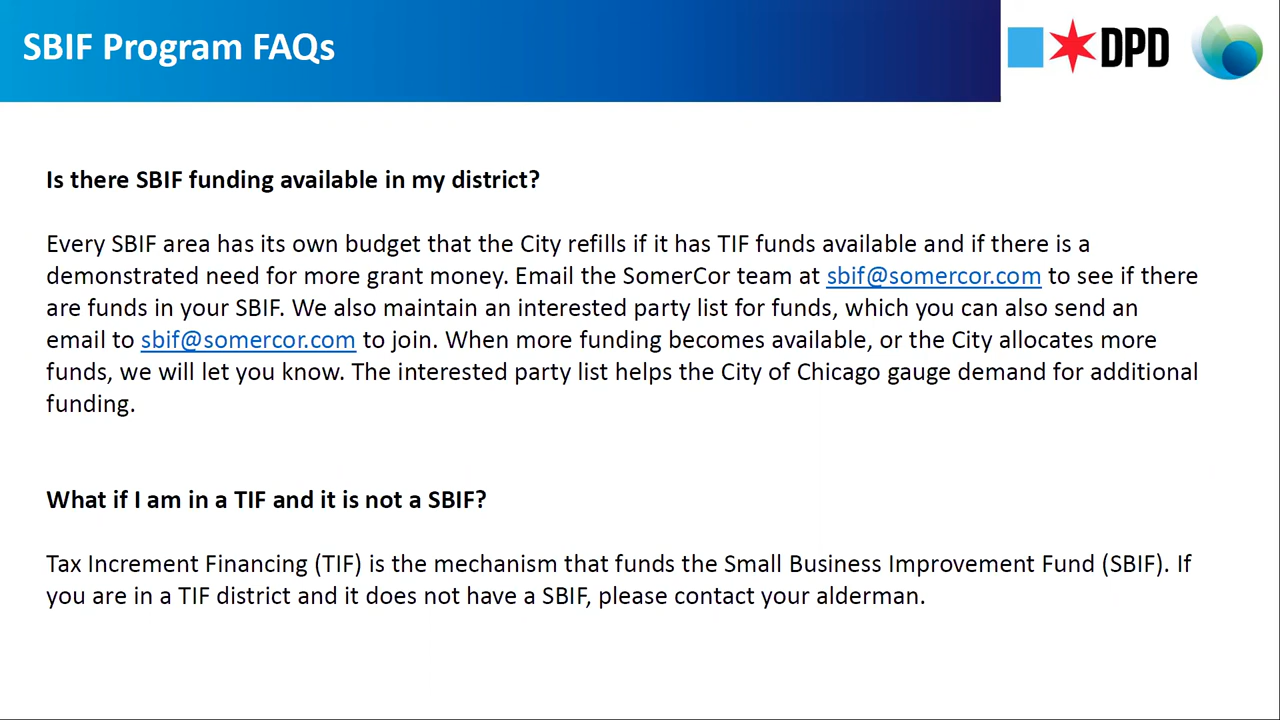 SBIF Program FAQs
DPD
Is there SBIF funding available in my district?
Every SBIF area has its own budget that the City refills if it has TIF funds available and if there is a
demonstrated need for more grant money. Email the SomerCor team at sbif@somercor.com to see if there
are funds in your SBIF. We also maintain an interested party list for funds, which you can also send an
email to sbif@somercor.com to join. When more funding becomes available, or the City allocates more
funds, we will let you know. The interested party list helps the City of Chicago gauge demand for additional
funding.
What if I am in a TIF and it is not a SBIF?
Tax Increment Financing (TIF) is the mechanism that funds the Small Business Improvement Fund (SBIF). If
you are in a TIF district and it does not have a SBIF, please contact your alderman.